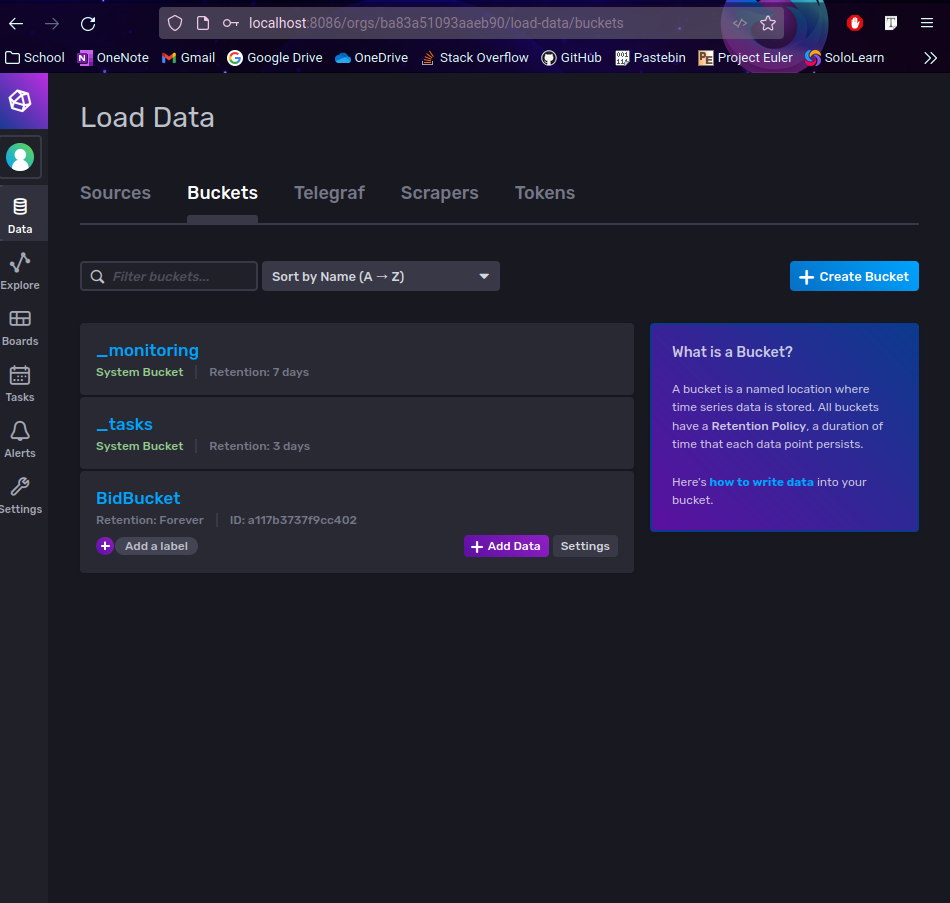 localhost:8086/orgs/ba83a51093aaeb90/load-data/buckets
School OneNote Gmail Google Drive OneDrive Stack Overflow GitHub Pastebin Project Euler SoloLearn
Load Data
Sources Buckets Telegraf Scrapers Tokens
Data
Explore
Boards
Tasks
Alerts
Settings
Filter buckets...
Sort by Name (A → Z)
+ Create Bucket
_monitoring
System Bucket | Retention: 7 days
_tasks
System Bucket | Retention: 3 days
BidBucket
Retention: Forever | ID: a117b3737f9cc402
+ Add a label
+ Add Data
Settings
What is a Bucket?
A bucket is a named location where
time series data is stored. All buckets
have a Retention Policy, a duration of
time that each data point persists.
Here's how to write data into your
bucket.